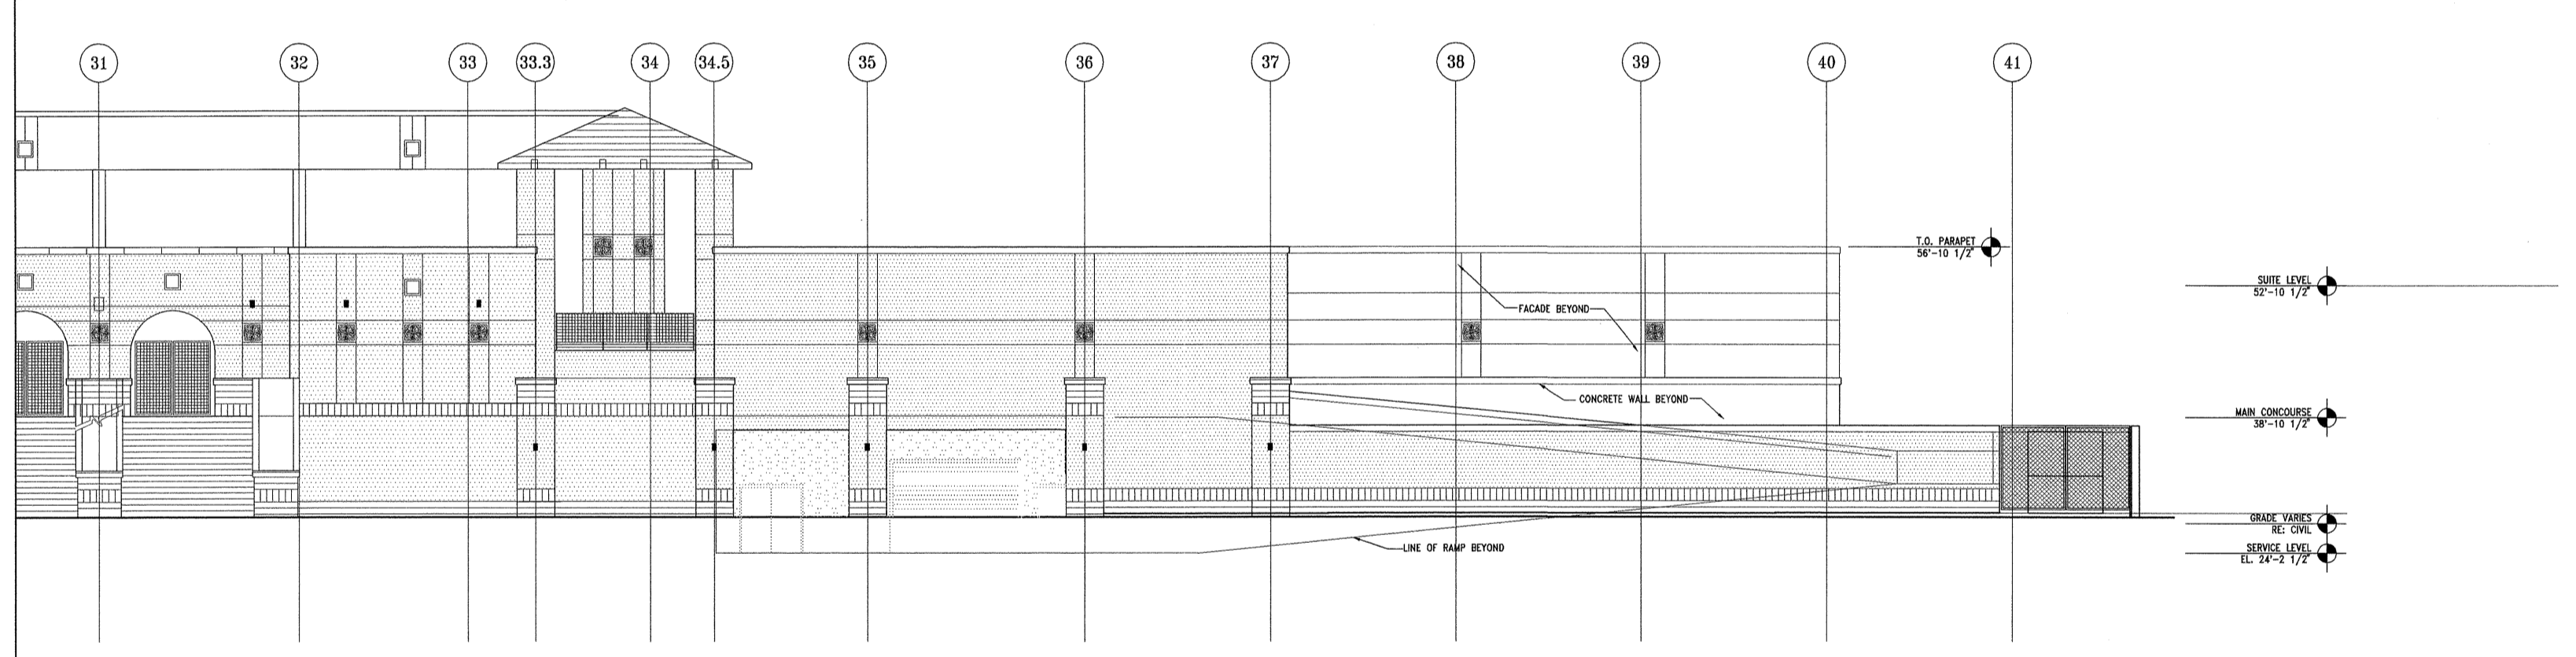 31 32 33 33.3 34 34.5 35 36 37 38 39 40 41
T.O. PARAPET
56'-10 1/2"
SUITE LEVEL
52'-10 1/2"
FACADE BEYOND
CONCRETE WALL BEYOND
MAIN CONCOURSE
38'-10 1/2"
GRADE VARIES
RE: CIVIL
LINE OF RAMP BEYOND
SERVICE LEVEL
EL. 24'-2 1/2"